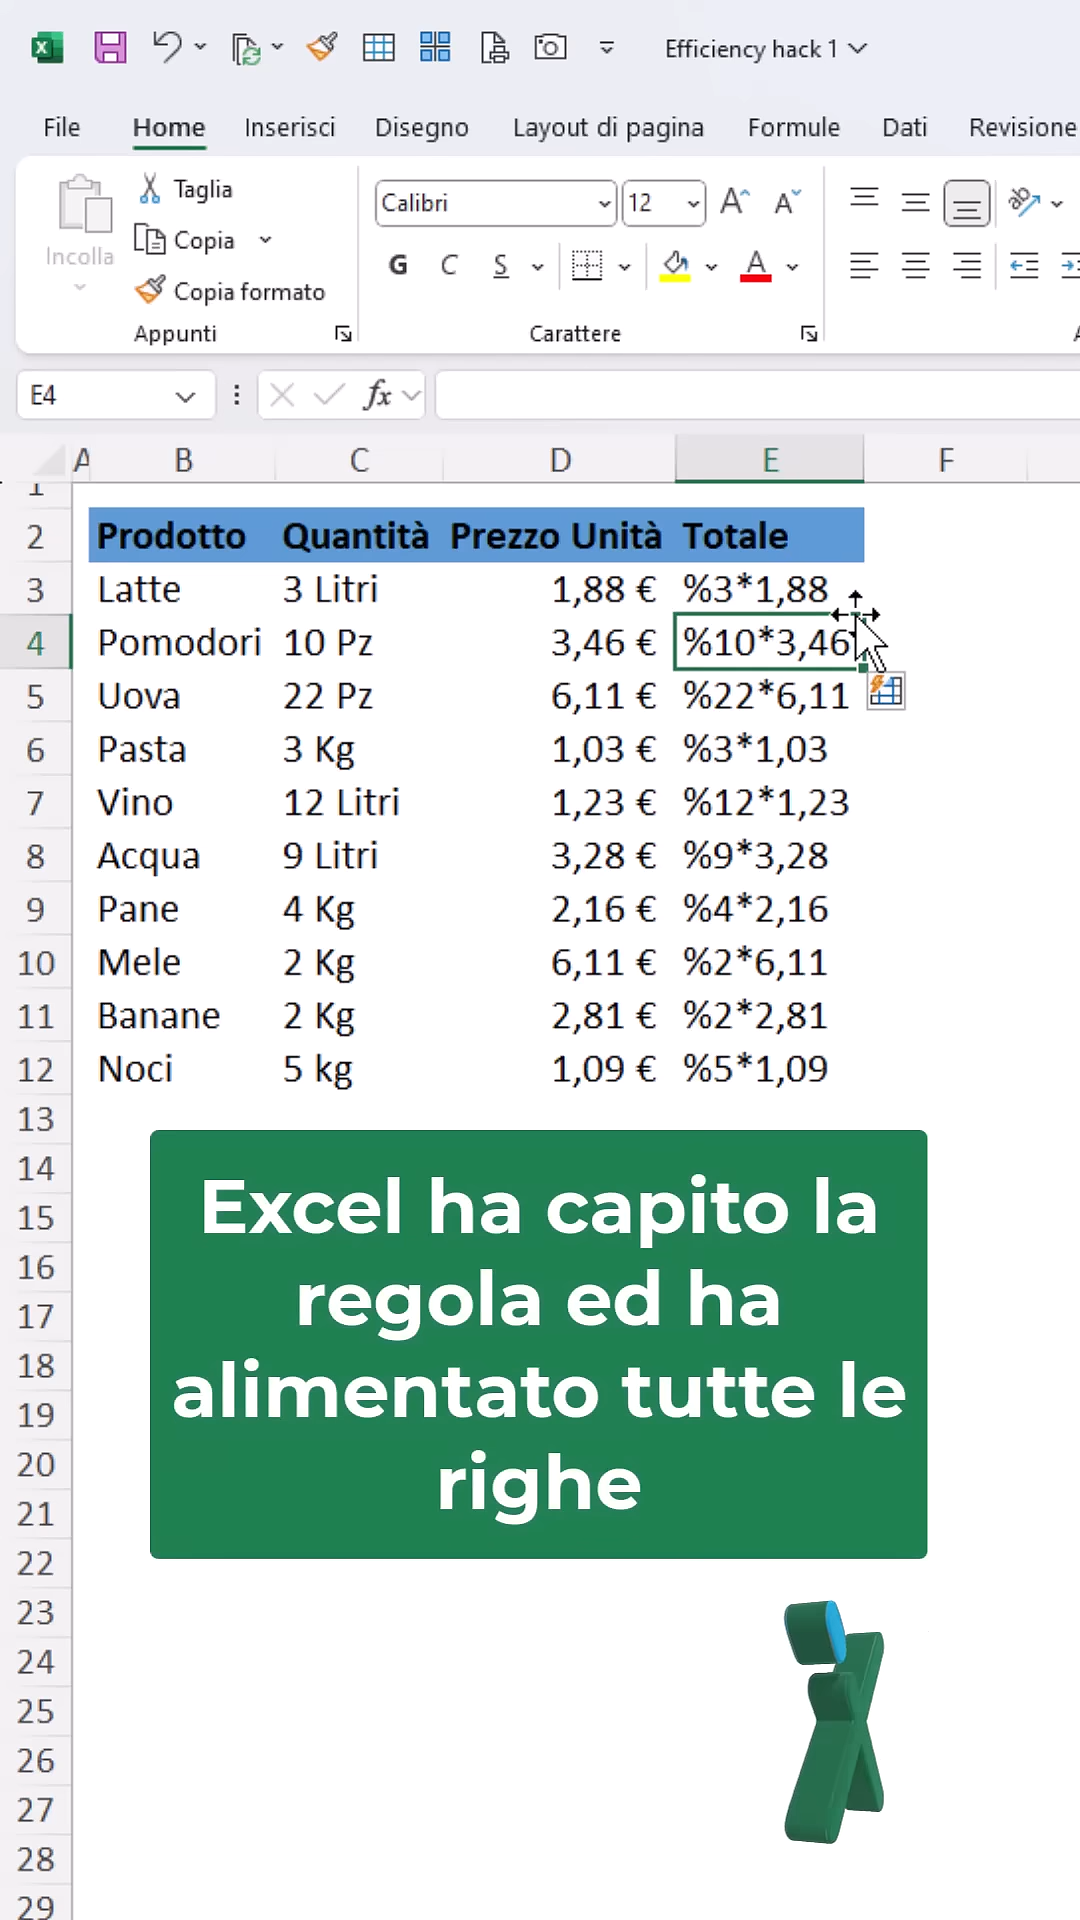 Efficiency hack 1
File Home Inserisci Disegno Layout di pagina Formule Dati Revisione
Incolla
Taglia
Copia
Copia formato
Appunti
Calibri 12
G C S
Carattere
E4
fx
A B C D E F
1
2 Prodotto Quantità Prezzo Unità Totale
3 Latte 3 Litri 1,88 € %3*1,88
4 Pomodori 10 Pz 3,46 € %10*3,46
5 Uova 22 Pz 6,11 € %22*6,11
6 Pasta 3 Kg 1,03 € %3*1,03
7 Vino 12 Litri 1,23 € %12*1,23
8 Acqua 9 Litri 3,28 € %9*3,28
9 Pane 4 Kg 2,16 € %4*2,16
10 Mele 2 Kg 6,11 € %2*6,11
11 Banane 2 Kg 2,81 € %2*2,81
12 Noci 5 kg 1,09 € %5*1,09
13
14
15
16
17
18
19
20
21
22
23
24
25
26
27
28
29
Excel ha capito la
regola ed ha
alimentato tutte le
righe